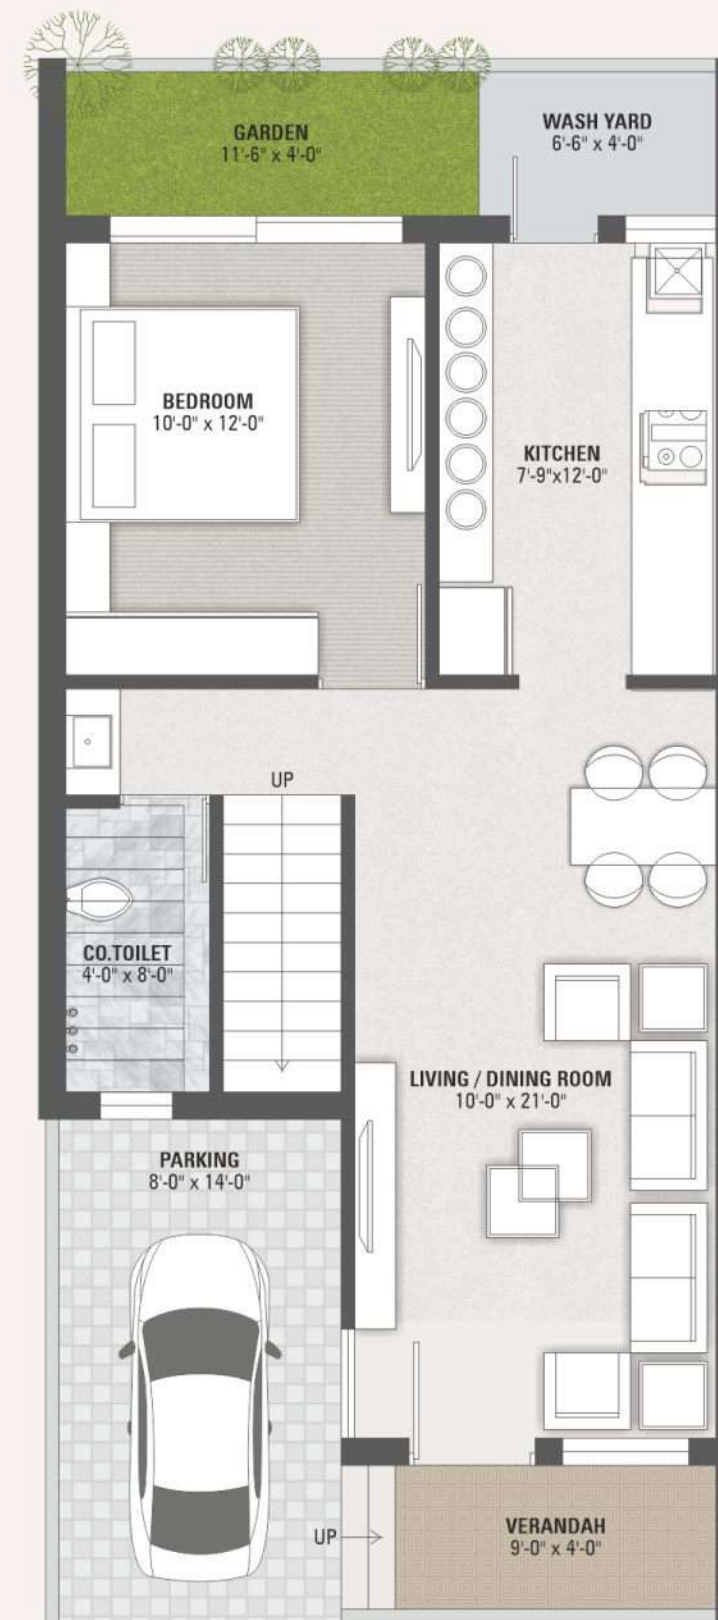 GARDEN
11'-6" x 4'-0"
WASH YARD
6'-6" x 4'-0"
BEDROOM
10'-0" x 12'-0"
KITCHEN
7'-9"x12'-0"
UP
CO.TOILET
4'-0" x 8'-0"
LIVING / DINING ROOM
10'-0" x 21'-0"
PARKING
8'-0" x 14'-0"
UP
VERANDAH
9'-0" x 4'-0"